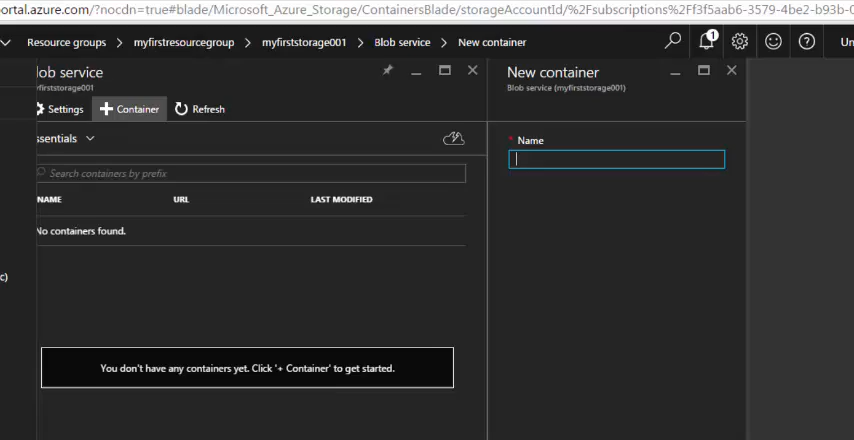 ortal.azure.com/?nocdn=true#blade/Microsoft_Azure_Storage/ContainersBlade/storageAccountId/%2Fsubscriptions%2Ff3f5aab6-3579-4be2-b93b-0
Resource groups > myfirstresourcegroup > myfirststorage001 > Blob service > New container
1
Un
lob service
yfirststorage001
Settings + Container Refresh
ssentials
Search containers by prefix
NAME URL LAST MODIFIED
No containers found.
You don't have any containers yet. Click '+ Container' to get started.
c)
New container
Blob service (myfirststorage001)
* Name